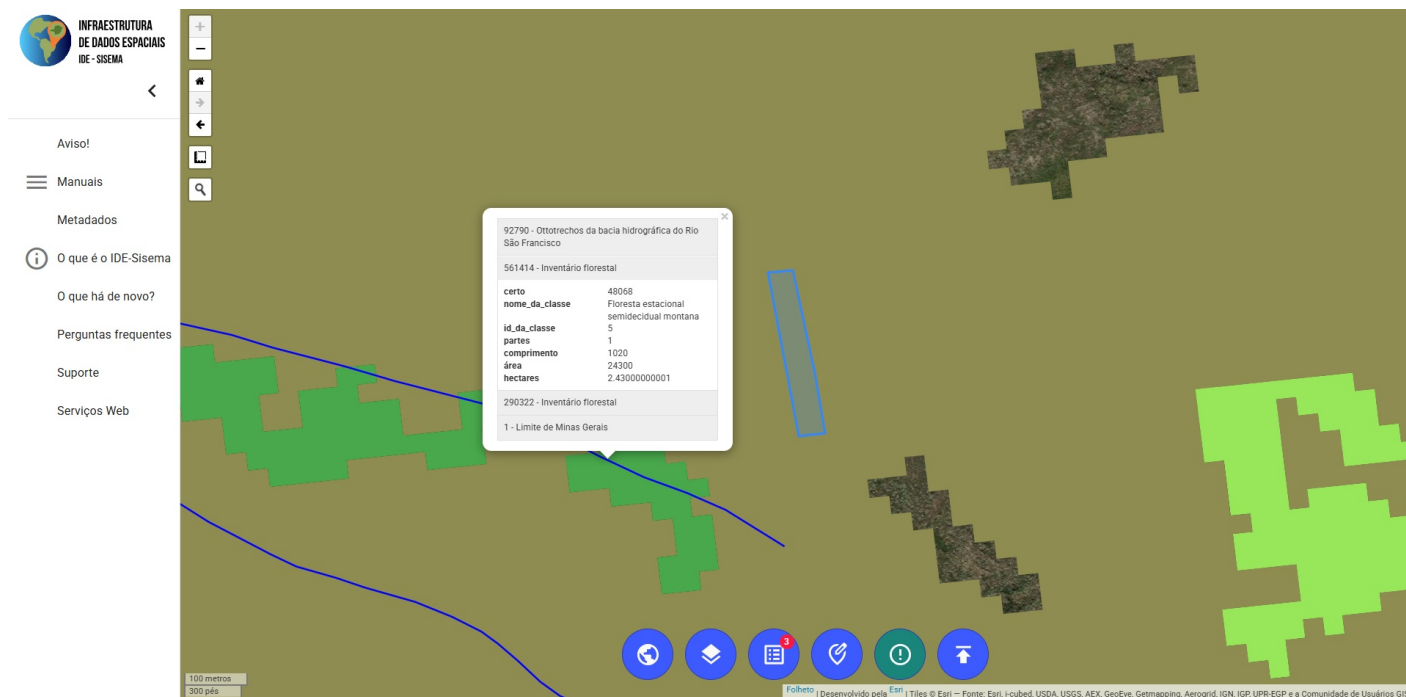 INFRAESTRUTURA
DE DADOS ESPACIAIS
IDE - SISEMA
Aviso!
Manuais
Metadados
O que é o IDE-Sisema
O que há de novo?
Perguntas frequentes
Suporte
Serviços Web
92790 - Ottotrechos da bacia hidrográfica do Rio
São Francisco
561414 - Inventário florestal
certo 48068
nome_da_classe Floresta estacional
semidecidual montana
id_da_classe 5
partes 1
comprimento 1020
área 24300
hectares 2.43000000001
290322 - Inventário florestal
1 - Limite de Minas Gerais
3
100 metros
300 pés
Folheto | Desenvolvido pela Esri | Tiles © Esri — Fonte: Esri, i-cubed, USDA, USGS, AEX, GeoEye, Getmapping, Aerogrid, IGN, IGP, UPR-EGP e a Comunidade de Usuários GIS